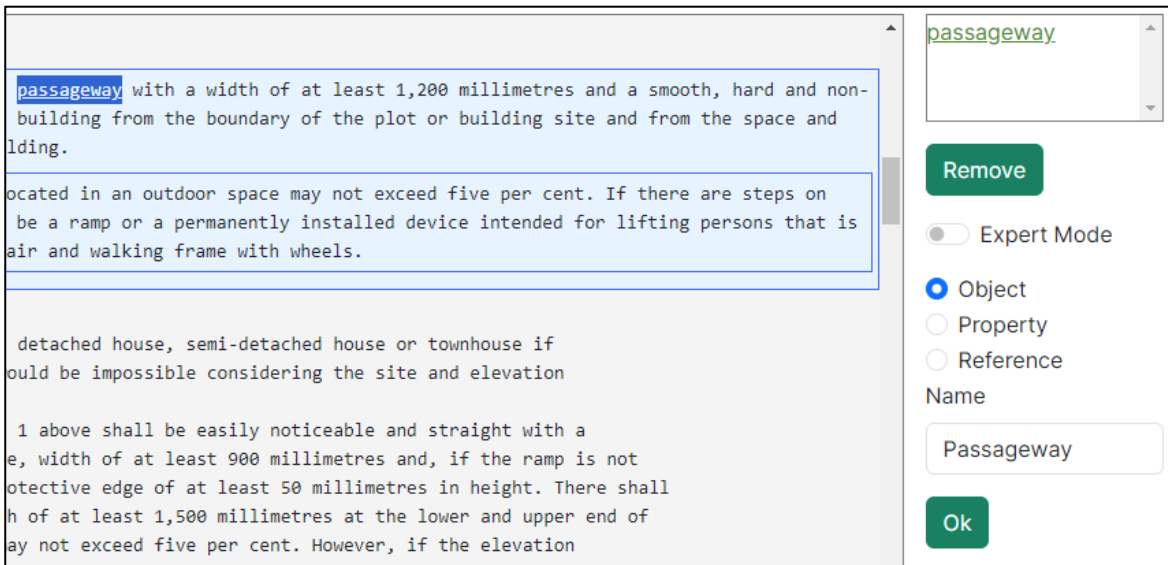 passageway with a width of at least 1,200 millimetres and a smooth, hard and non-
building from the boundary of the plot or building site and from the space and
lding.
ocated in an outdoor space may not exceed five per cent. If there are steps on
be a ramp or a permanently installed device intended for lifting persons that is
air and walking frame with wheels.
detached house, semi-detached house or townhouse if
ould be impossible considering the site and elevation
1 above shall be easily noticeable and straight with a
e, width of at least 900 millimetres and, if the ramp is not
otective edge of at least 50 millimetres in height. There shall
h of at least 1,500 millimetres at the lower and upper end of
ay not exceed five per cent. However, if the elevation
passageway
Remove
Expert Mode
Object
Property
Reference
Name
Passageway
Ok